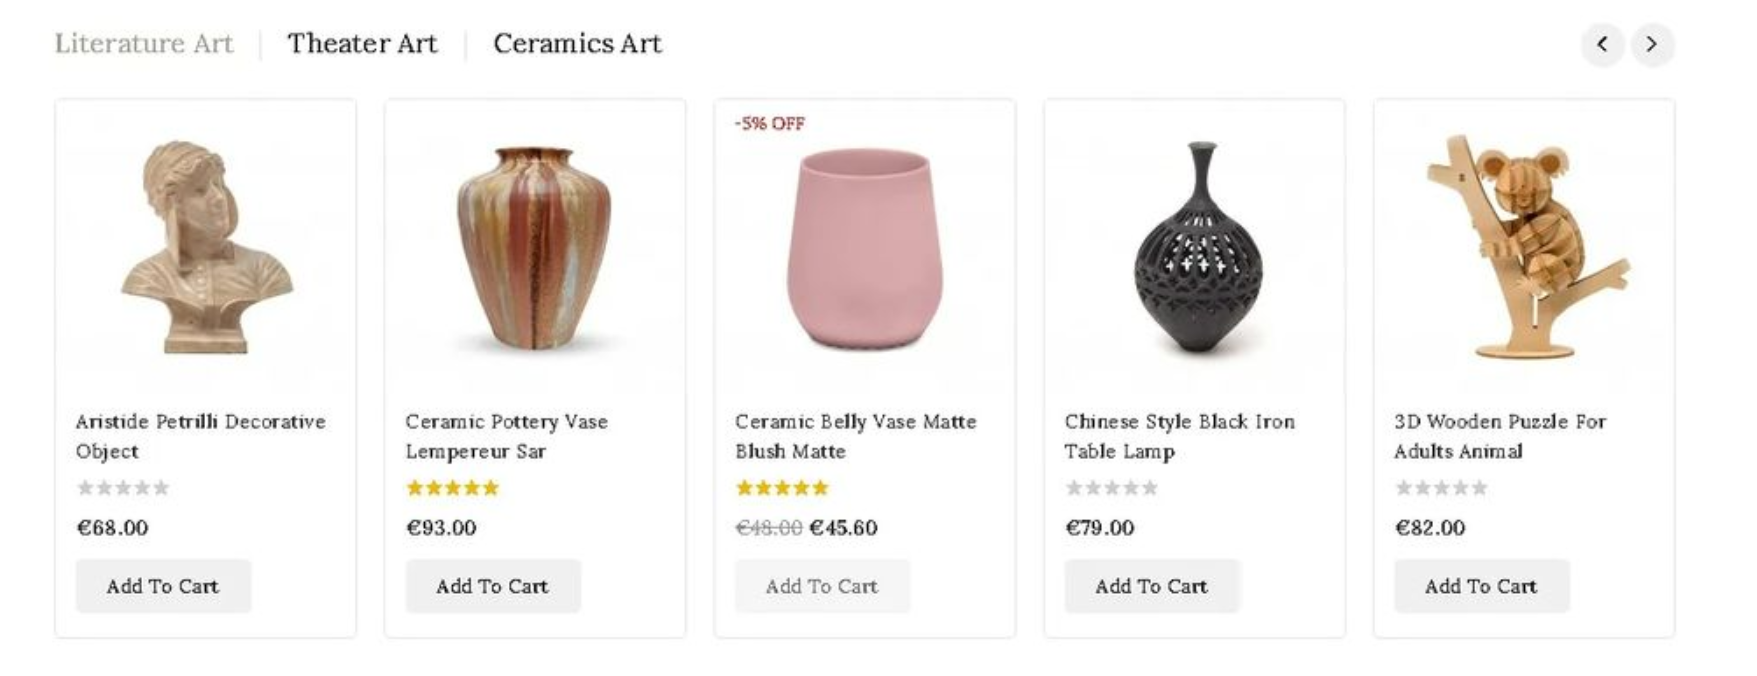 Literature Art
Theater Art
Ceramics Art
Aristide Petrilli Decorative
Object
€68.00
Add To Cart
Ceramic Pottery Vase
Lempereur Sar
€93.00
Add To Cart
-5% OFF
Ceramic Belly Vase Matte
Blush Matte
€48.00 €45.60
Add To Cart
Chinese Style Black Iron
Table Lamp
€79.00
Add To Cart
3D Wooden Puzzle For
Adults Animal
€82.00
Add To Cart